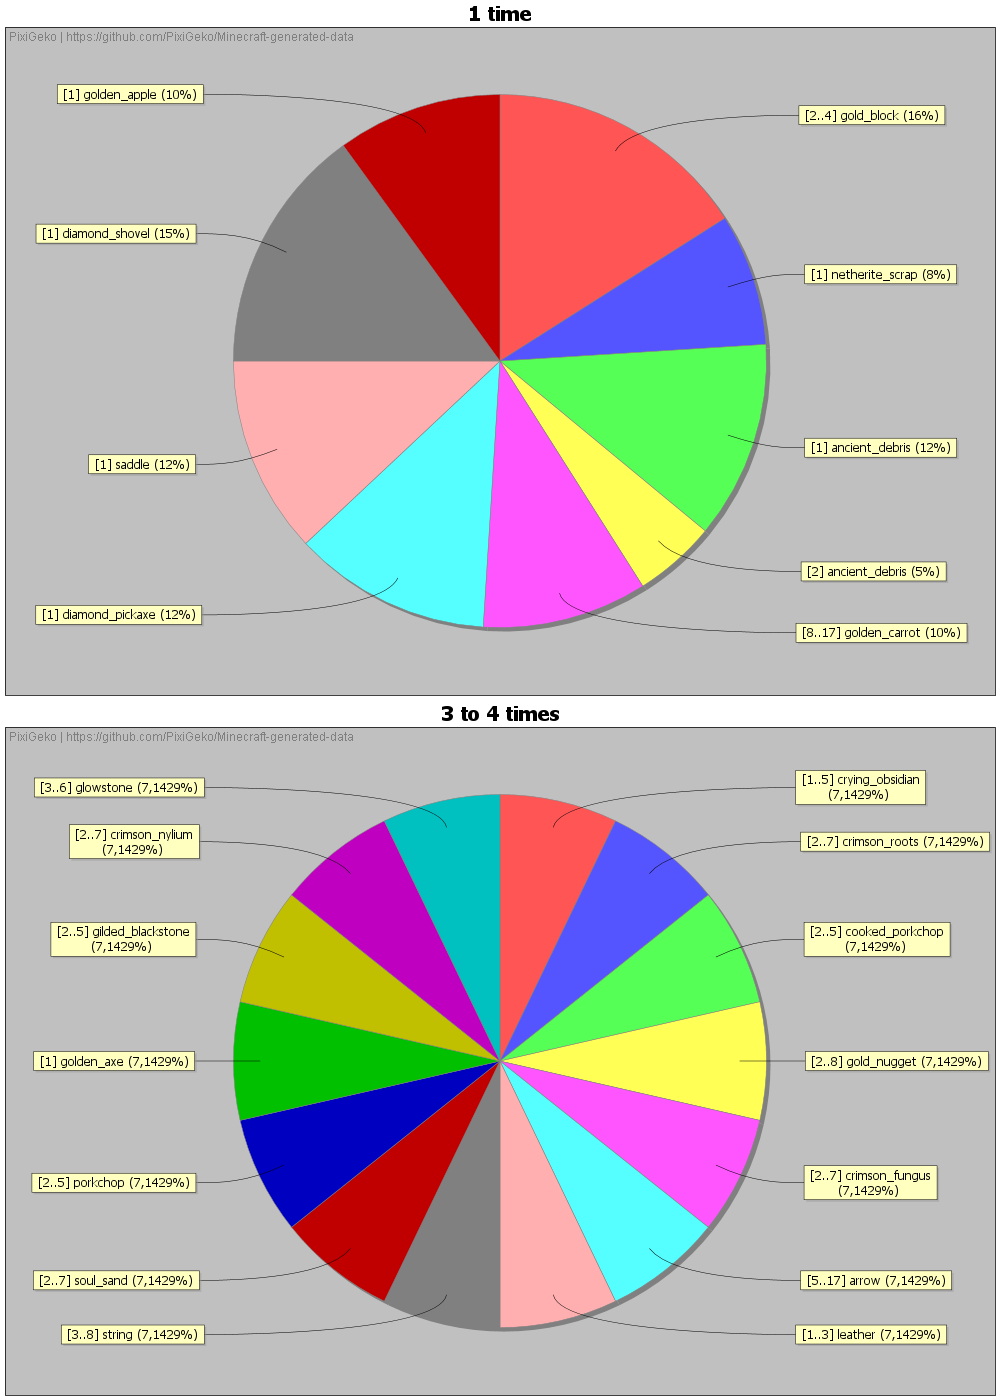 1 time
PixiGeko | https://github.com/PixiGeko/Minecraft-generated-data
[1] golden_apple (10%)
[2..4] gold_block (16%)
[1] diamond_shovel (15%)
[1] netherite_scrap (8%)
[1] saddle (12%)
[1] ancient_debris (12%)
[2] ancient_debris (5%)
[1] diamond_pickaxe (12%)
[8..17] golden_carrot (10%)
3 to 4 times
PixiGeko | https://github.com/PixiGeko/Minecraft-generated-data
[3..6] glowstone (7,1429%)
[1..5] crying_obsidian
(7,1429%)
[2..7] crimson_nylium
(7,1429%)
[2..7] crimson_roots (7,1429%)
[2..5] gilded_blackstone
(7,1429%)
[2..5] cooked_porkchop
(7,1429%)
[1] golden_axe (7,1429%)
[2..8] gold_nugget (7,1429%)
[2..5] porkchop (7,1429%)
[2..7] crimson_fungus
(7,1429%)
[2..7] soul_sand (7,1429%)
[5..17] arrow (7,1429%)
[3..8] string (7,1429%)
[1..3] leather (7,1429%)